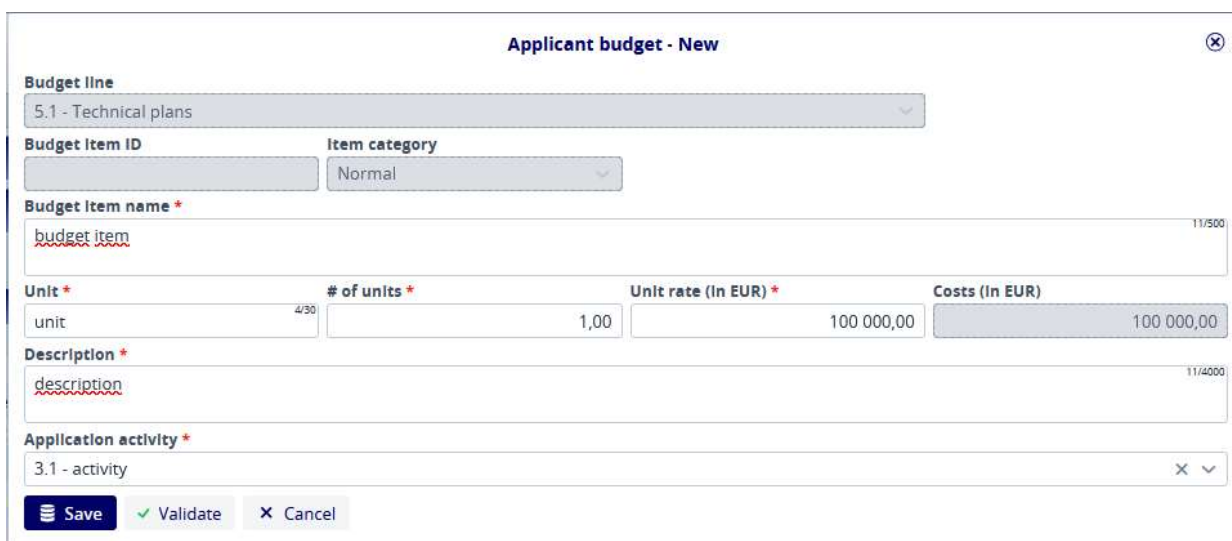 Applicant budget - New
Budget line
5.1 - Technical plans
Budget item ID Item category
Normal
Budget item name *
budget item 11/500
Unit * # of units * Unit rate (in EUR) * Costs (in EUR)
unit 4/30 1,00 100 000,00 100 000,00
Description *
description 11/4000
Application activity *
3.1 - activity
Save Validate Cancel